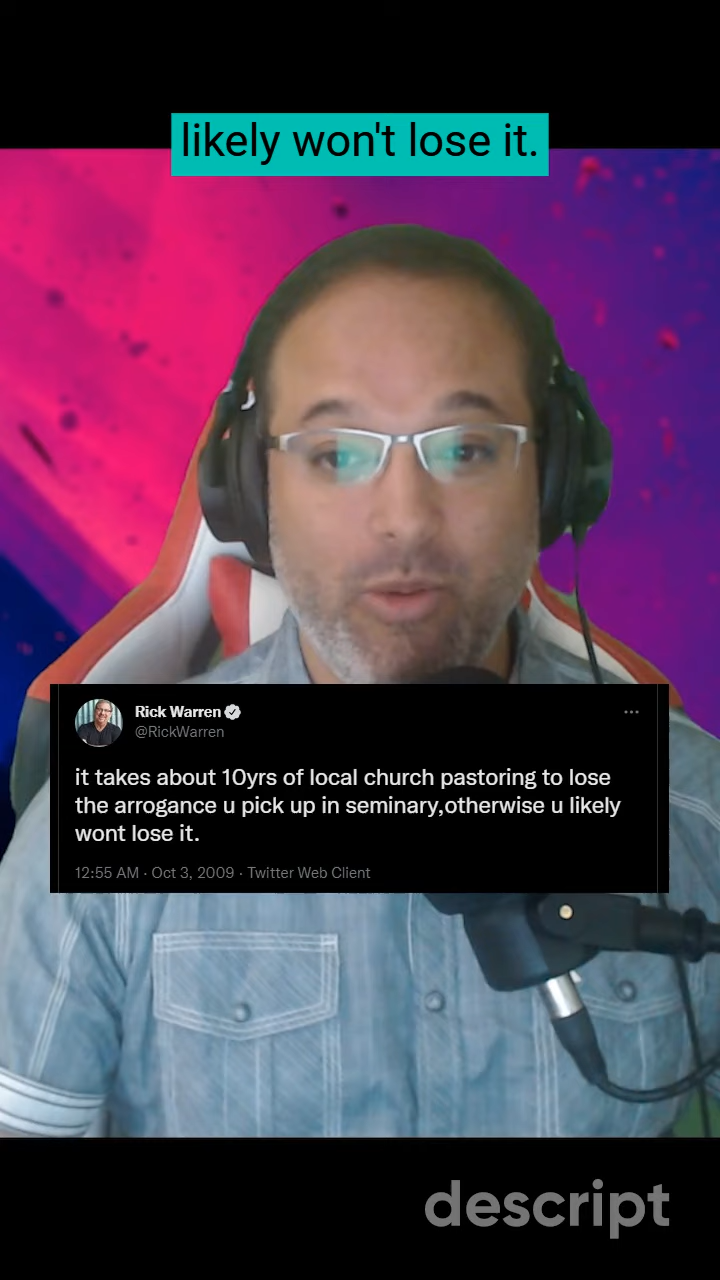 likely won't lose it.
Rick Warren
@RickWarren
it takes about 10yrs of local church pastoring to lose
the arrogance u pick up in seminary,otherwise u likely
wont lose it.
12:55 AM · Oct 3, 2009 · Twitter Web Client
descript